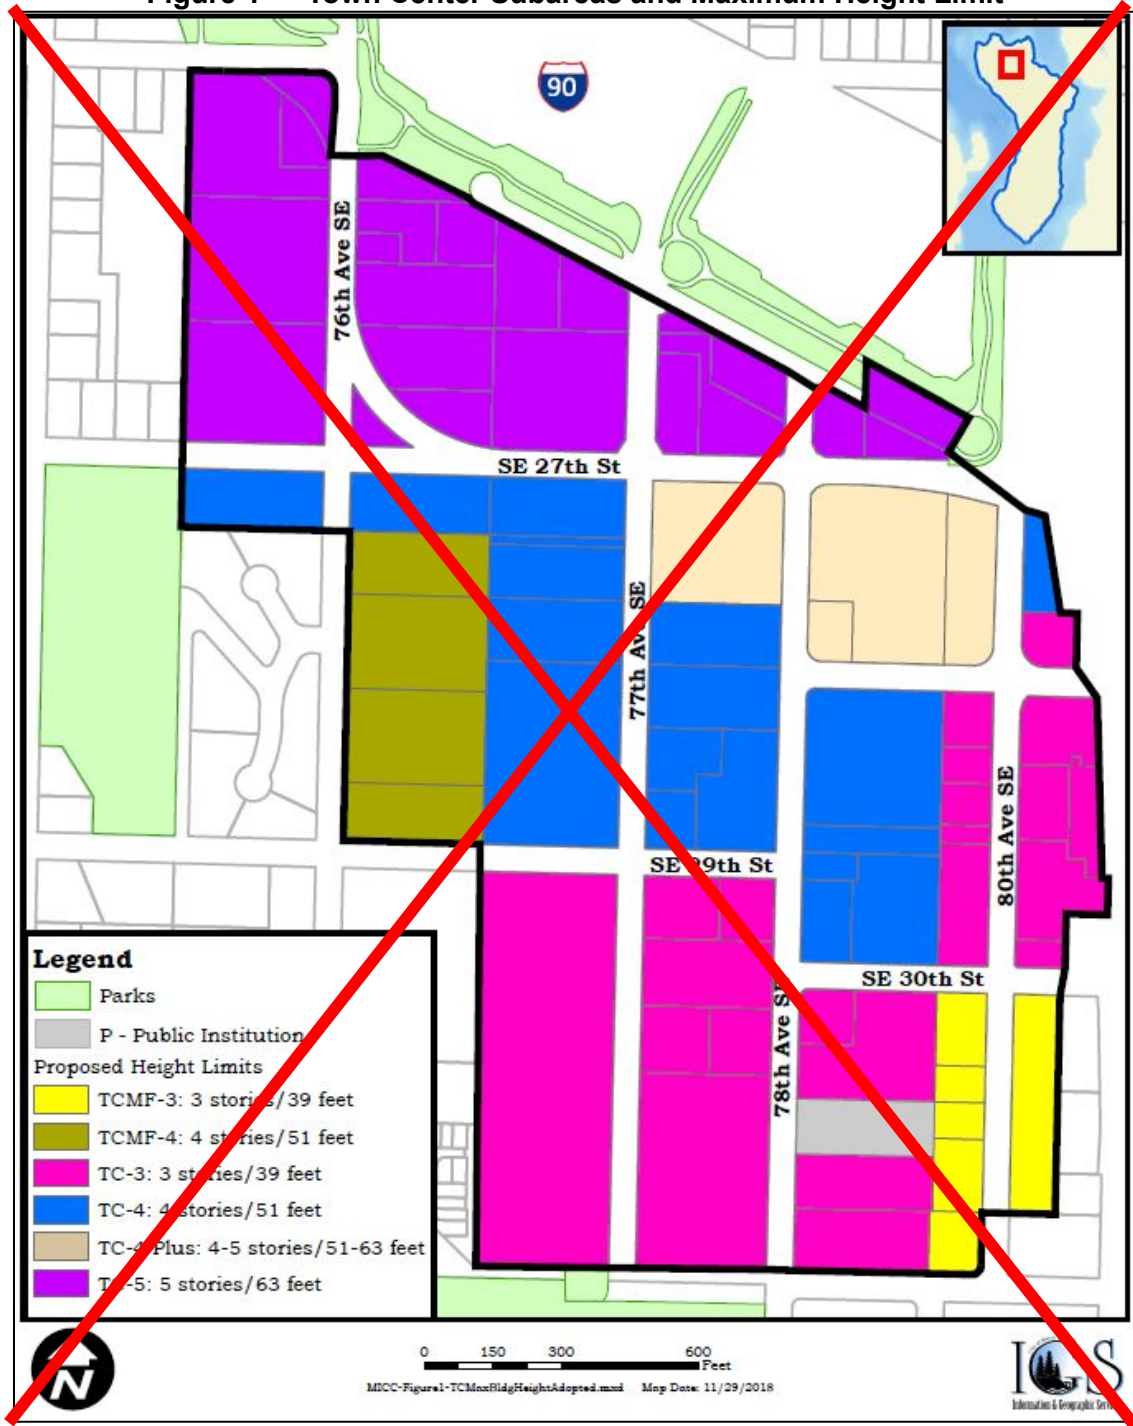 Figure 1 – Town Center Subareas and Maximum Height Limit
90
76th Ave SE
SE 27th St
77th Ave SE
80th Ave SE
SE 29th St
SE 30th St
78th Ave SE
Legend
Parks
P - Public Institution
Proposed Height Limits
TCMF-3: 3 stories/39 feet
TCMF-4: 4 stories/51 feet
TC-3: 3 stories/39 feet
TC-4: 4 stories/51 feet
TC-4 Plus: 4-5 stories/51-63 feet
TC-5: 5 stories/63 feet
N
0 150 300 600
Feet
MICC-Figure1-TCMaxBldgHeightAdopted.mxd Map Date: 11/29/2018
IGS
Information & Geographic